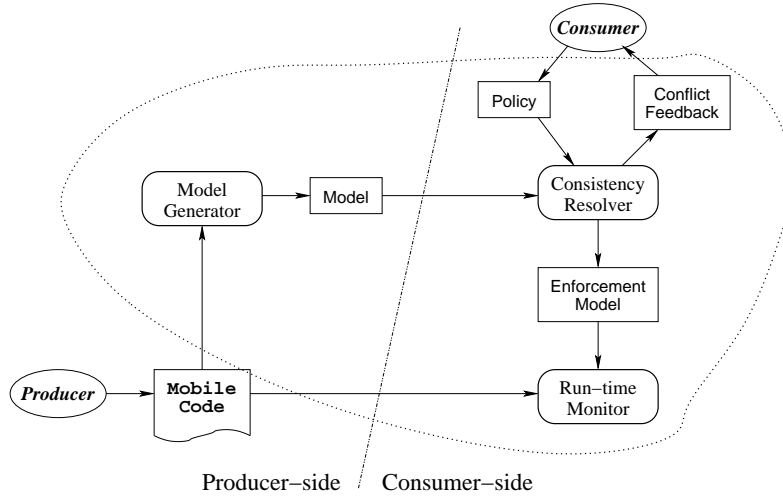 Consumer
Policy
Conflict
Feedback
Model
Generator
Model
Consistency
Resolver
Enforcement
Model
Producer
Mobile
Code
Run-time
Monitor
Producer-side
Consumer-side